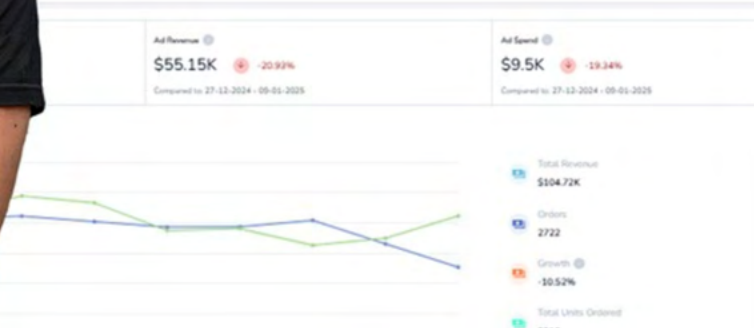 Ad Revenue
$55.15K -20.93%
Compared to: 27-12-2024 - 09-01-2025
Ad Spend
$9.5K -19.34%
Compared to: 27-12-2024 - 09-01-2025
Total Revenue
$104.72K
Orders
2722
Growth
-10.52%
Total Units Ordered